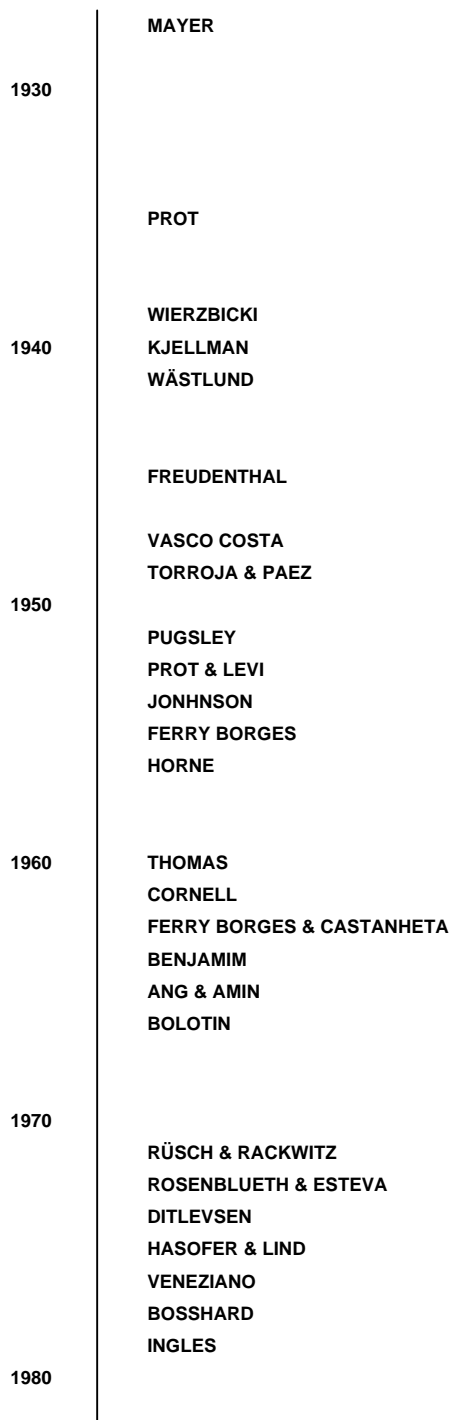 MAYER
1930
PROT
WIERZBICKI
1940 KJELLMAN
WÄSTLUND
FREUDENTHAL
VASCO COSTA
TORROJA & PAEZ
1950
PUGSLEY
PROT & LEVI
JONHNSON
FERRY BORGES
HORNE
1960 THOMAS
CORNELL
FERRY BORGES & CASTANHETA
BENJAMIM
ANG & AMIN
BOLOTIN
1970
RÜSCH & RACKWITZ
ROSENBLUETH & ESTEVA
DITLEVSEN
HASOFER & LIND
VENEZIANO
BOSSHARD
INGLES
1980